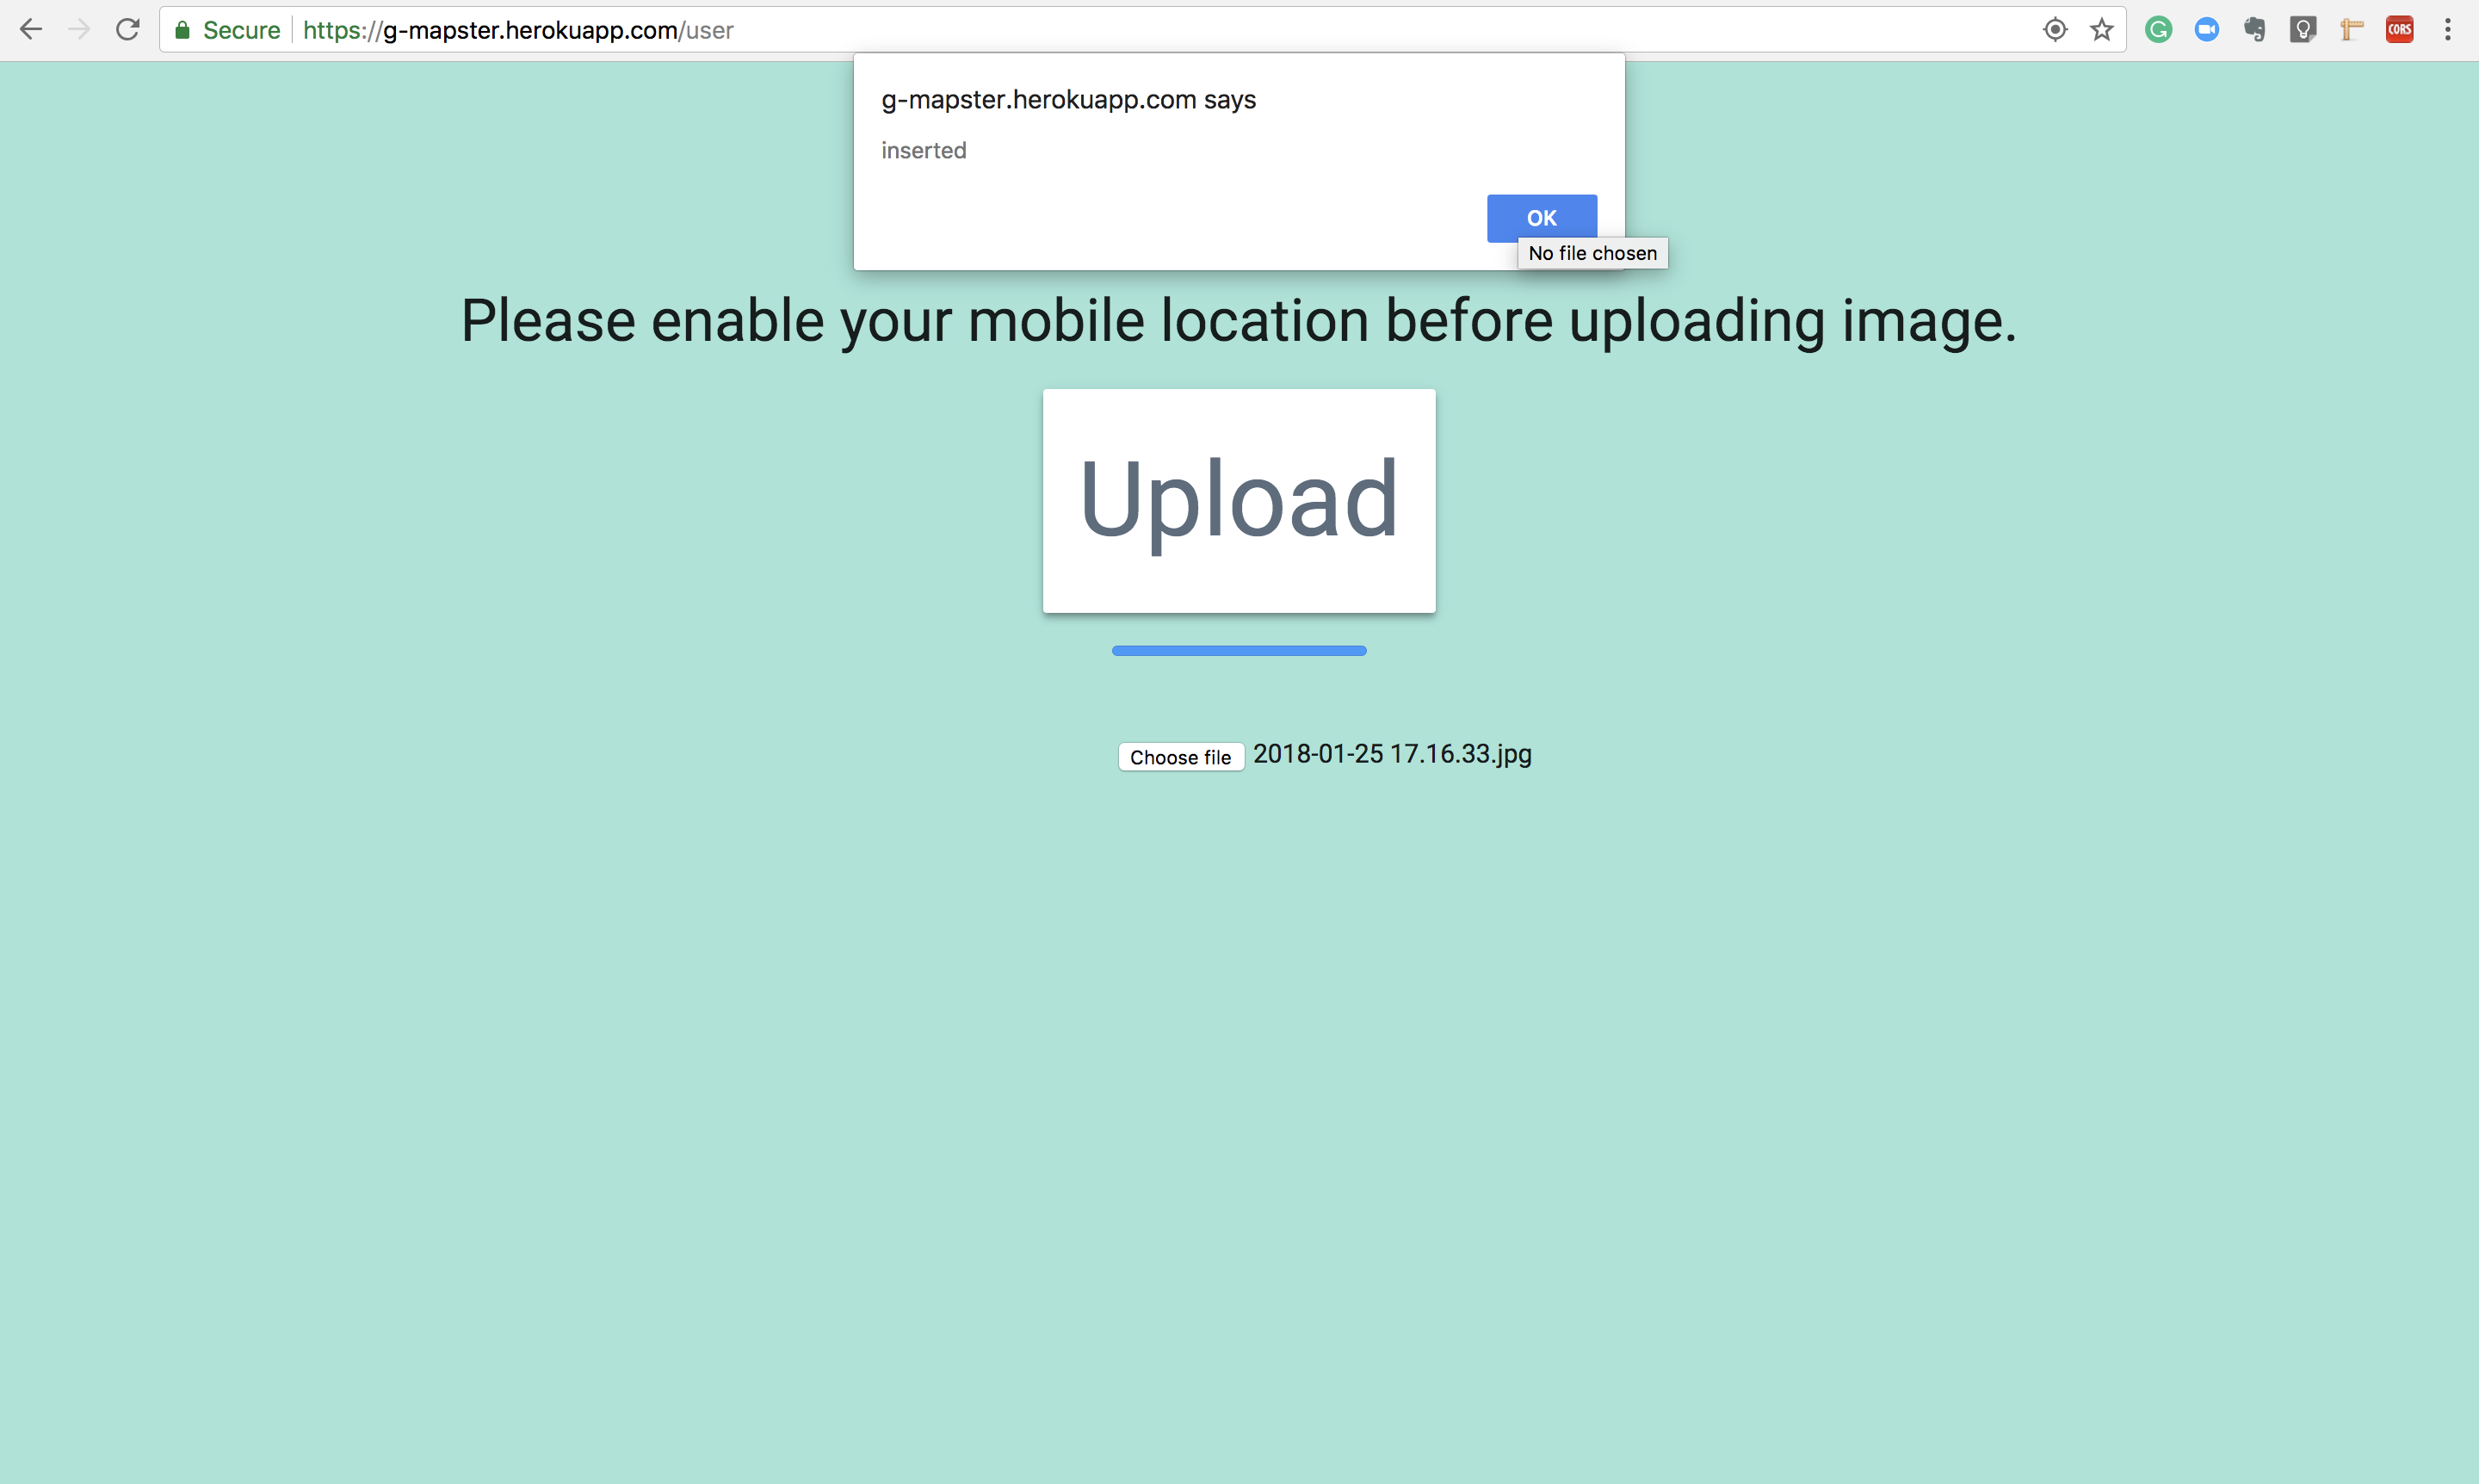 Secure https://g-mapster.herokuapp.com/user
CORS
g-mapster.herokuapp.com says
inserted
OK
No file chosen
Please enable your mobile location before uploading image.
Upload
Choose file 2018-01-25 17.16.33.jpg